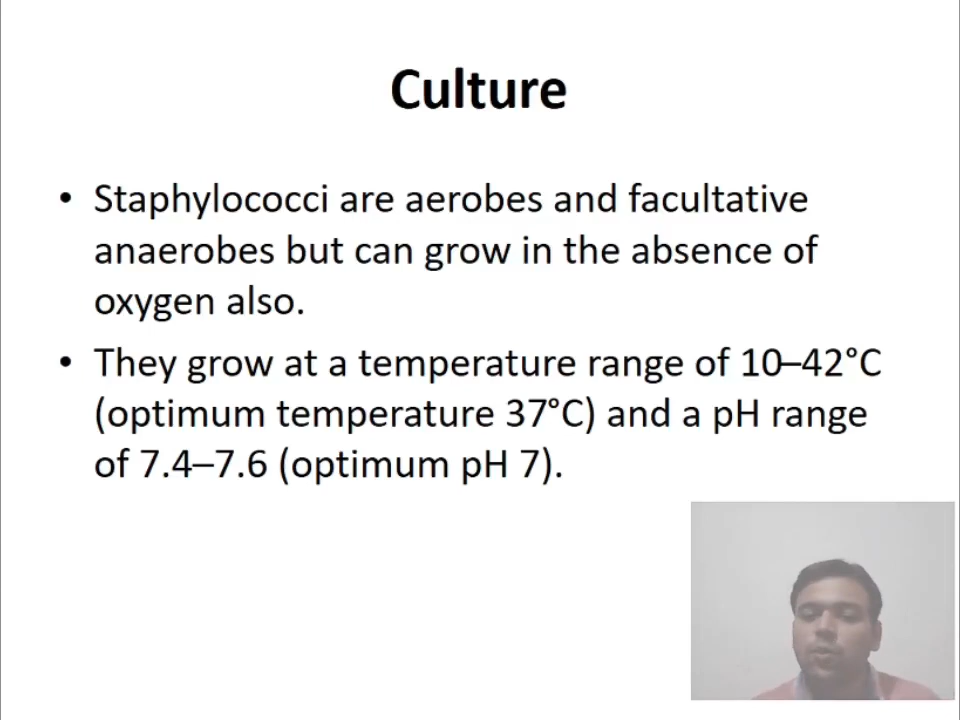 Culture
• Staphylococci are aerobes and facultative
anaerobes but can grow in the absence of
oxygen also.
• They grow at a temperature range of 10–42°C
(optimum temperature 37°C) and a pH range
of 7.4–7.6 (optimum pH 7).